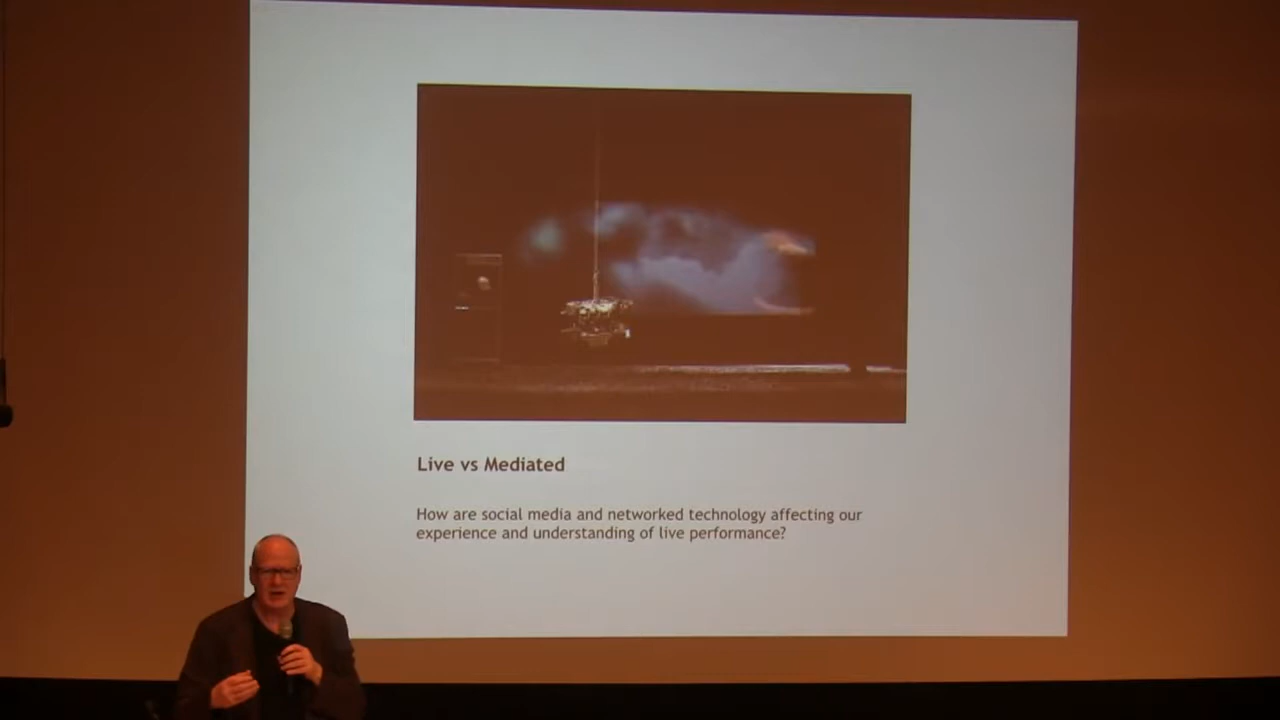 Live vs Mediated
How are social media and networked technology affecting our
experience and understanding of live performance?